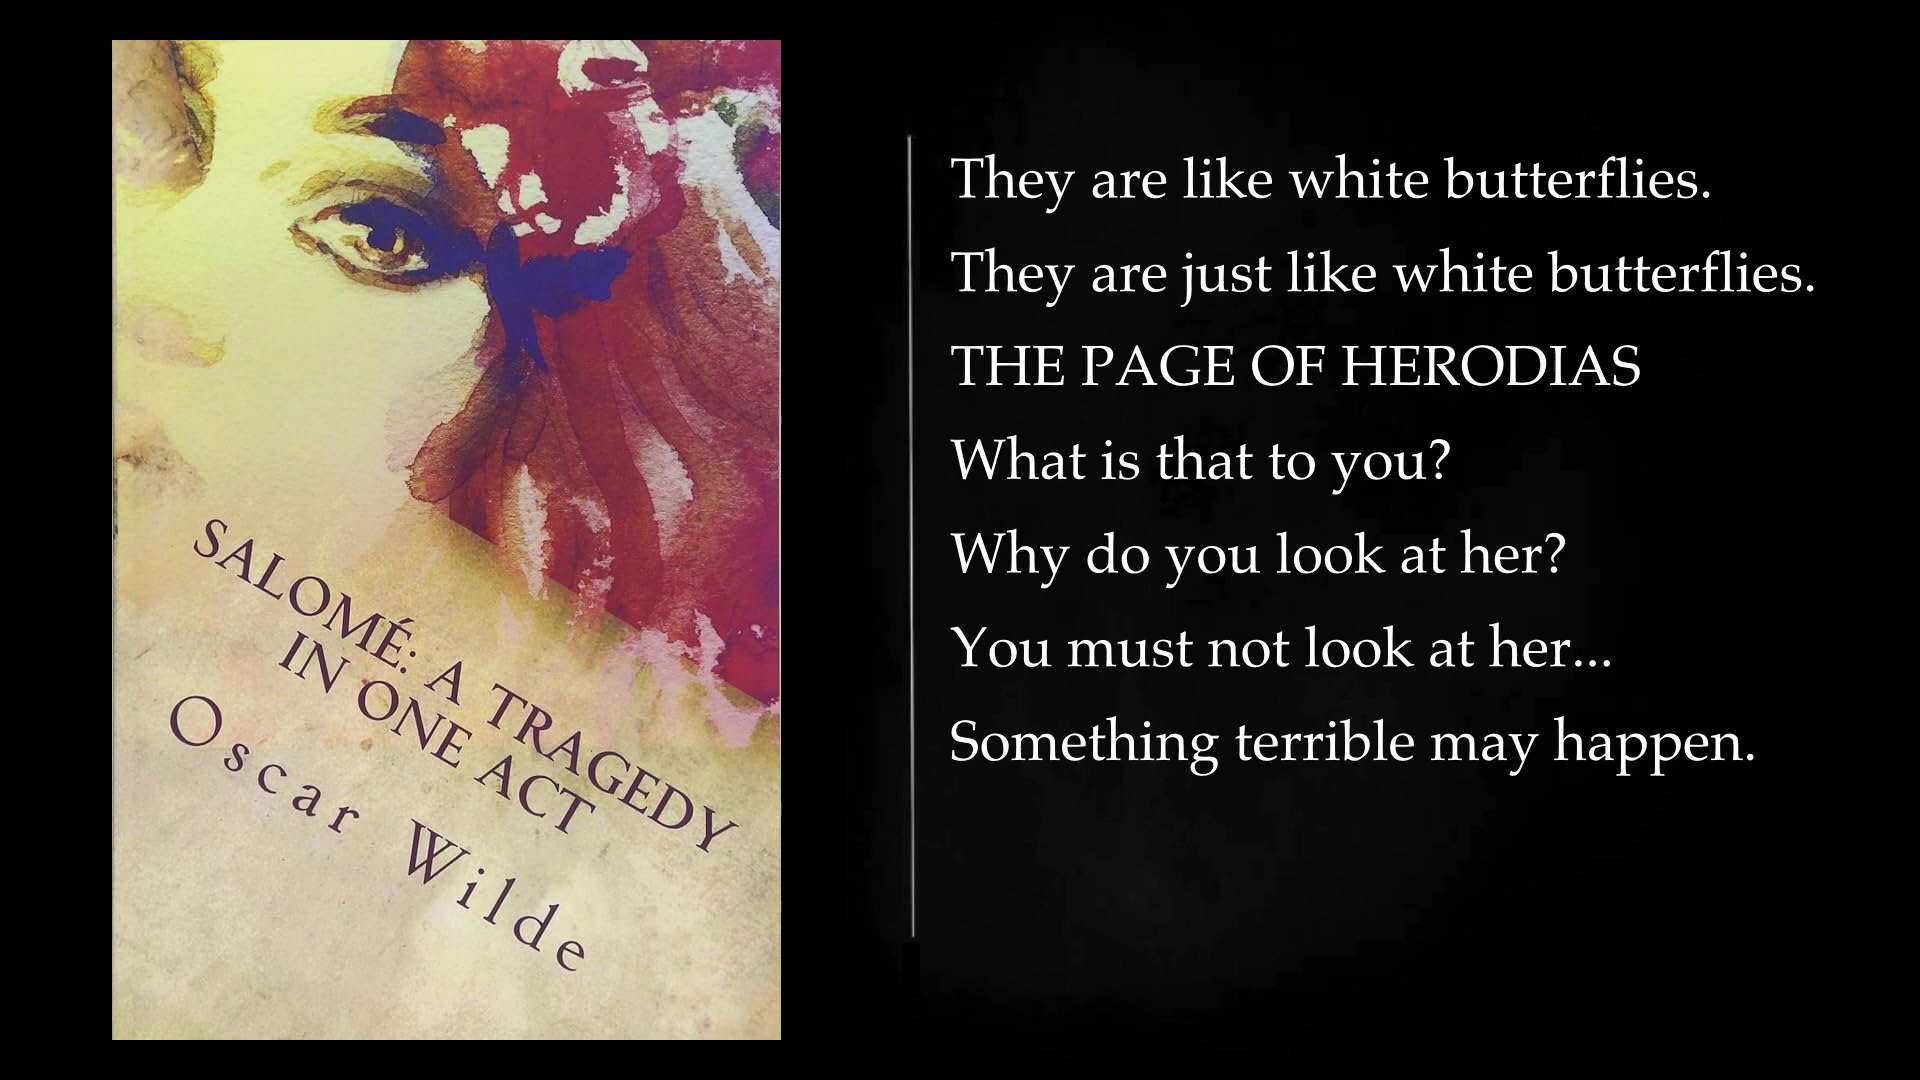 SALOMÉ: A TRAGEDY
IN ONE ACT
Oscar Wilde
They are like white butterflies.
They are just like white butterflies.
THE PAGE OF HERODIAS
What is that to you?
Why do you look at her?
You must not look at her...
Something terrible may happen.